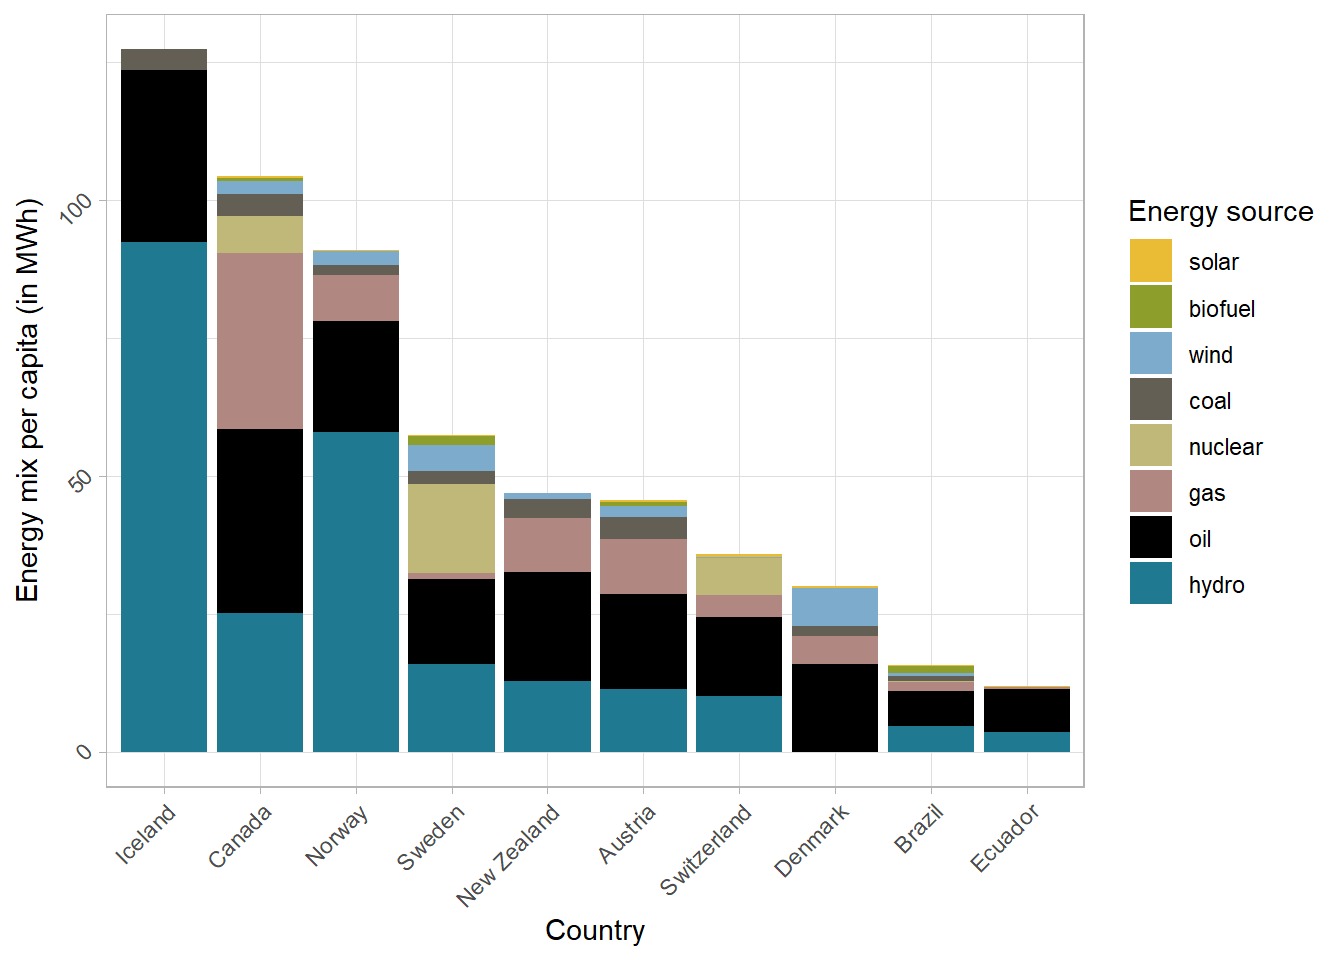 Energy mix per capita (in MWh)
100
50
0
Iceland
Canada
Norway
Sweden
New Zealand
Austria
Switzerland
Denmark
Brazil
Ecuador
Country
Energy source
solar
biofuel
wind
coal
nuclear
gas
oil
hydro